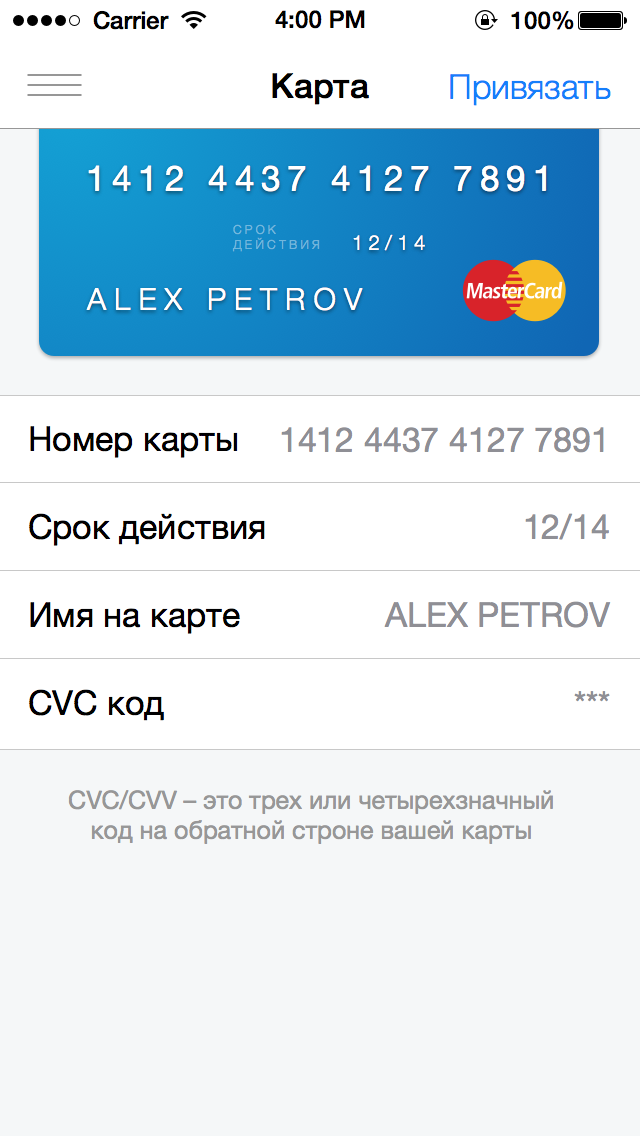 Carrier 4:00 PM 100%
Карта Привязать
1412 4437 4127 7891
СРОК
ДЕЙСТВИЯ 12/14
ALEX PETROV MasterCard
Номер карты 1412 4437 4127 7891
Срок действия 12/14
Имя на карте ALEX PETROV
CVC код ***
CVC/CVV – это трех или четырехзначный
код на обратной строне вашей карты